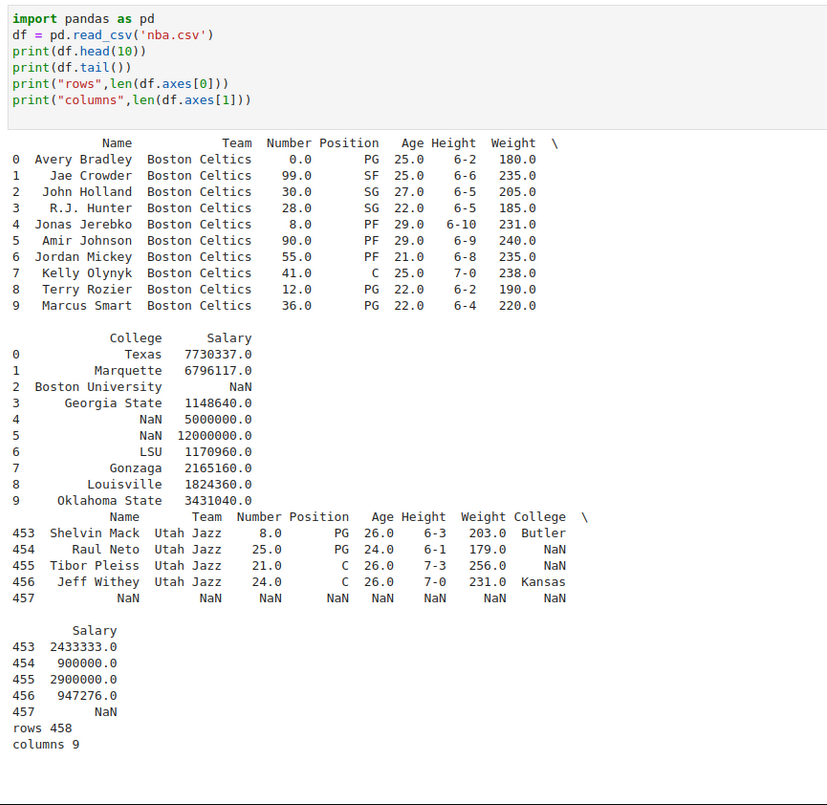 import pandas as pd
df = pd.read_csv('nba.csv')
print(df.head(10))
print(df.tail())
print("rows",len(df.axes[0]))
print("columns",len(df.axes[1]))
            Name            Team  Number Position   Age Height  Weight  \
0  Avery Bradley  Boston Celtics     0.0       PG  25.0    6-2   180.0
1    Jae Crowder  Boston Celtics    99.0       SF  25.0    6-6   235.0
2   John Holland  Boston Celtics    30.0       SG  27.0    6-5   205.0
3    R.J. Hunter  Boston Celtics    28.0       SG  22.0    6-5   185.0
4  Jonas Jerebko  Boston Celtics     8.0       PF  29.0   6-10   231.0
5   Amir Johnson  Boston Celtics    90.0       PF  29.0    6-9   240.0
6  Jordan Mickey  Boston Celtics    55.0       PF  21.0    6-8   235.0
7   Kelly Olynyk  Boston Celtics    41.0        C  25.0    7-0   238.0
8   Terry Rozier  Boston Celtics    12.0       PG  22.0    6-2   190.0
9   Marcus Smart  Boston Celtics    36.0       PG  22.0    6-4   220.0
             College      Salary
0              Texas   7730337.0
1          Marquette   6796117.0
2  Boston University         NaN
3      Georgia State   1148640.0
4                NaN   5000000.0
5                NaN  12000000.0
6                LSU   1170960.0
7            Gonzaga   2165160.0
8         Louisville   1824360.0
9     Oklahoma State   3431040.0
             Name       Team  Number Position   Age Height  Weight College  \
453  Shelvin Mack  Utah Jazz     8.0       PG  26.0    6-3   203.0  Butler
454     Raul Neto  Utah Jazz    25.0       PG  24.0    6-1   179.0     NaN
455  Tibor Pleiss  Utah Jazz    21.0        C  26.0    7-3   256.0     NaN
456   Jeff Withey  Utah Jazz    24.0        C  26.0    7-0   231.0  Kansas
457           NaN        NaN     NaN      NaN   NaN    NaN     NaN     NaN
        Salary
453  2433333.0
454   900000.0
455  2900000.0
456   947276.0
457        NaN
rows 458
columns 9